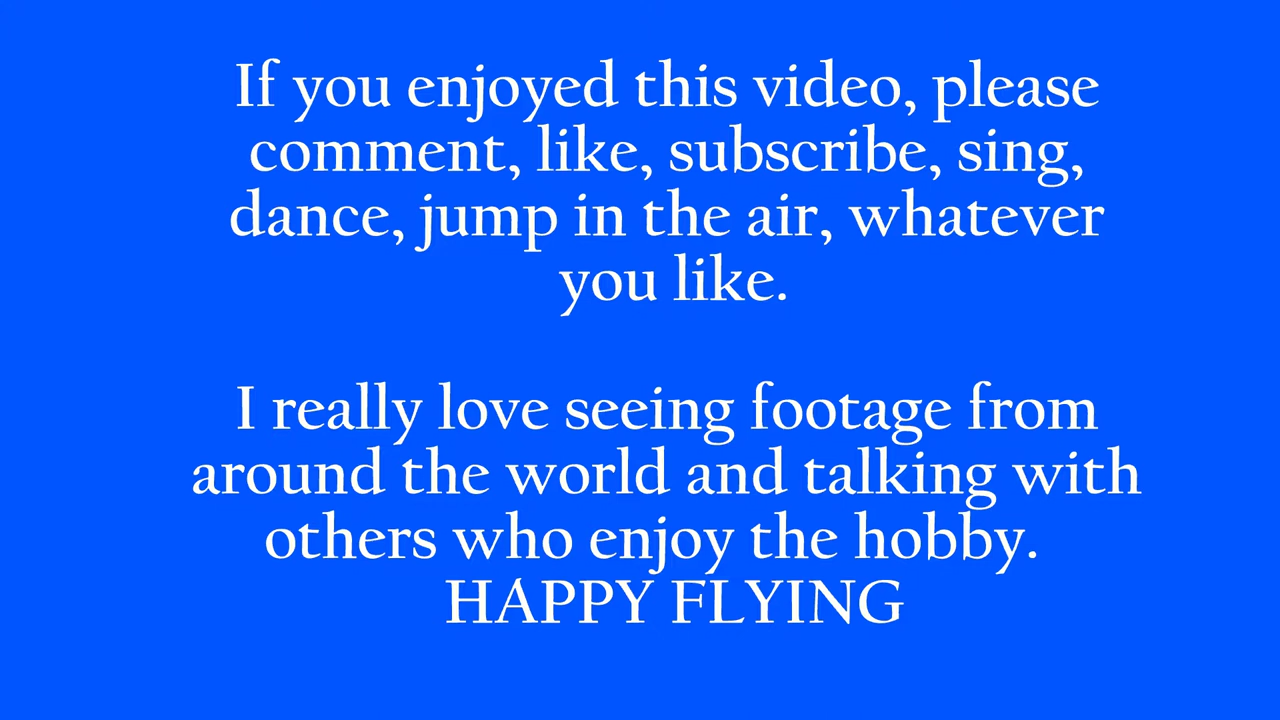 If you enjoyed this video, please
comment, like, subscribe, sing,
dance, jump in the air, whatever
you like.
I really love seeing footage from
around the world and talking with
others who enjoy the hobby.
HAPPY FLYING